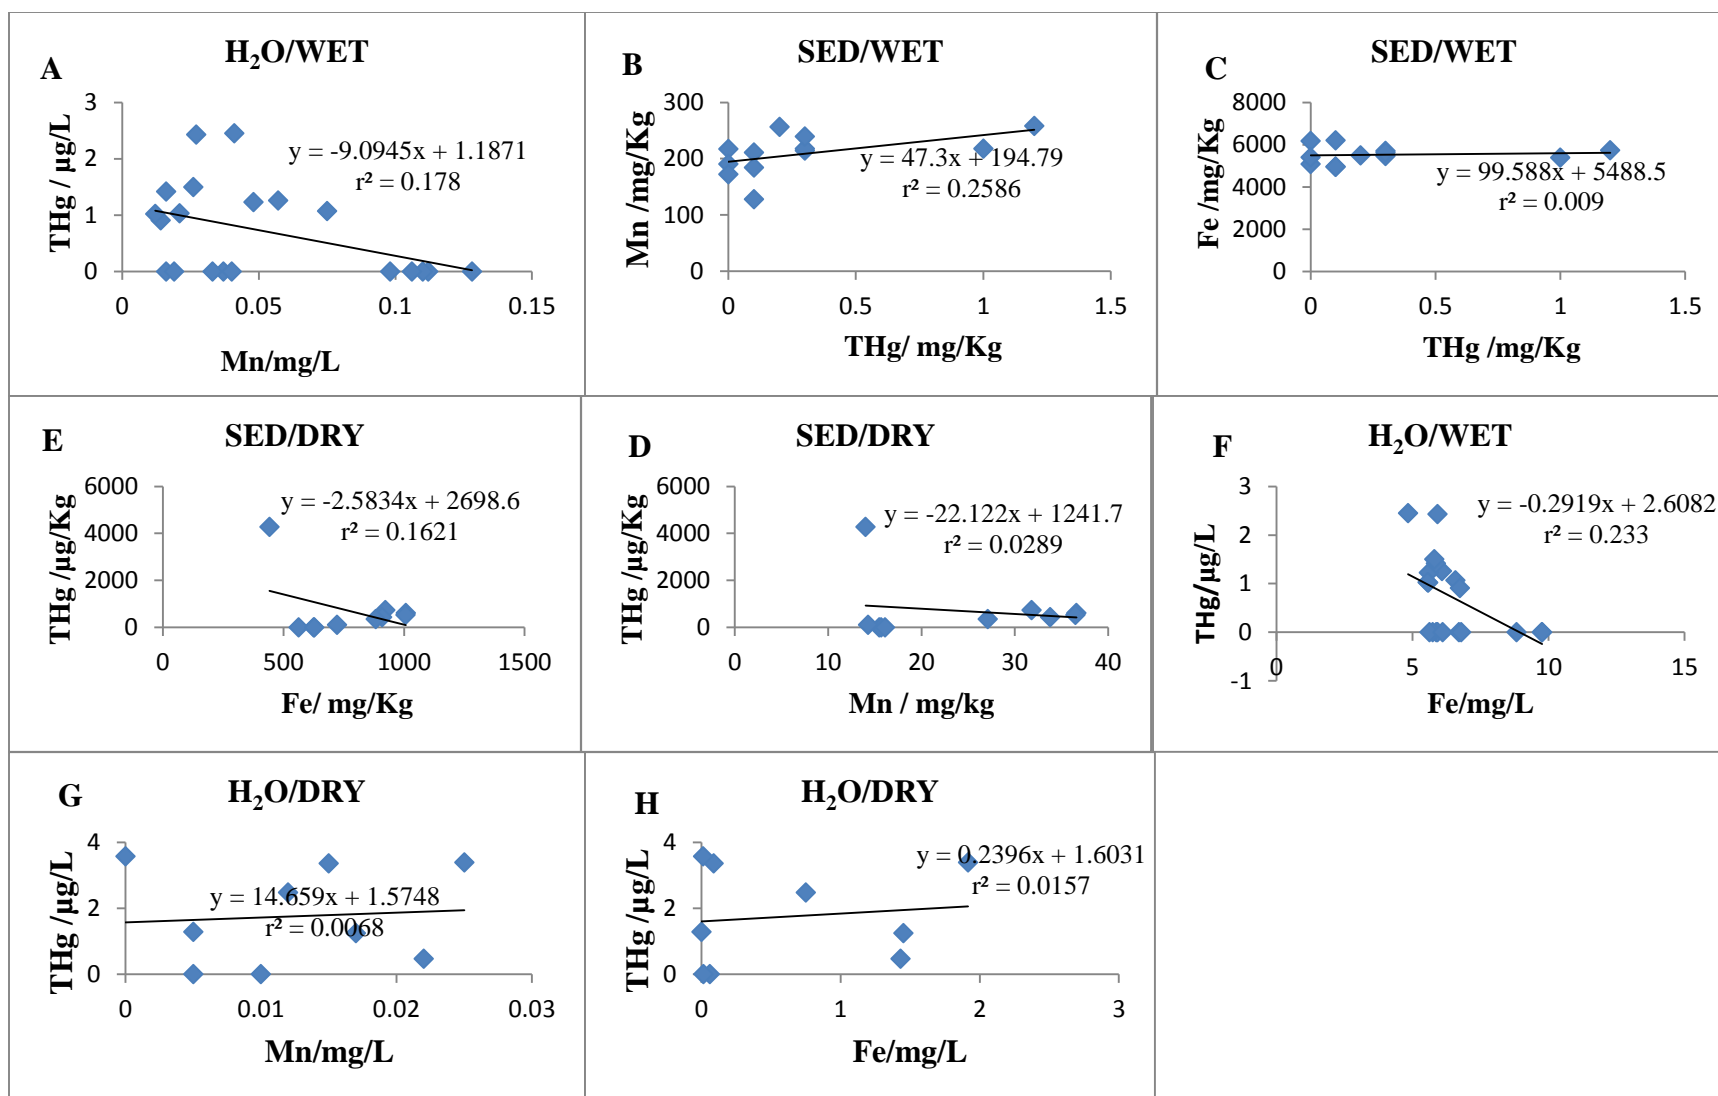 A
H₂O/WET
THg / µg/L
3
2
1
0
y = -9.0945x + 1.1871
r² = 0.178
0
0.05
0.1
0.15
Mn/mg/L
B
SED/WET
Mn /mg/Kg
300
200
100
0
y = 47.3x + 194.79
r² = 0.2586
0
0.5
1
1.5
THg/ mg/Kg
C
SED/WET
Fe /mg/Kg
8000
6000
4000
2000
0
y = 99.588x + 5488.5
r² = 0.009
0
0.5
1
1.5
THg /mg/Kg
E
SED/DRY
THg /µg/Kg
6000
4000
2000
0
y = -2.5834x + 2698.6
r² = 0.1621
0
500
1000
1500
Fe/ mg/Kg
D
SED/DRY
THg /µg/Kg
6000
4000
2000
0
y = -22.122x + 1241.7
r² = 0.0289
0
10
20
30
40
Mn / mg/kg
F
H₂O/WET
THg/µg/L
3
2
1
0
-1
y = -0.2919x + 2.6082
r² = 0.233
0
5
10
15
Fe/mg/L
G
H₂O/DRY
THg /µg/L
4
2
0
y = 14.659x + 1.5748
r² = 0.0068
0
0.01
0.02
0.03
Mn/mg/L
H
H₂O/DRY
THg /µg/L
4
2
0
y = 0.2396x + 1.6031
r² = 0.0157
0
1
2
3
Fe/mg/L